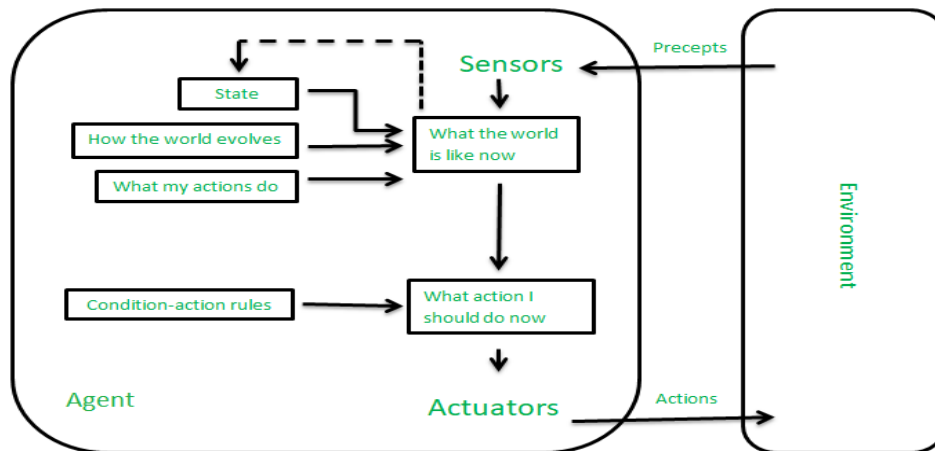 Precepts
Sensors
State
How the world evolves
What the world
is like now
What my actions do
Environment
Condition-action rules
What action I
should do now
Agent
Actuators
Actions